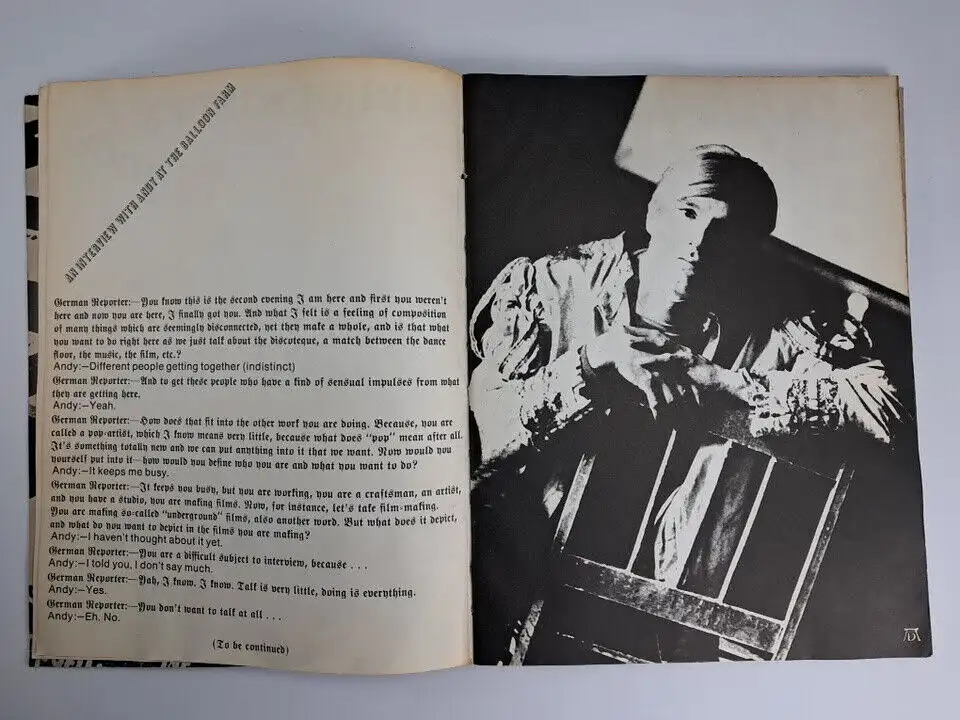 AN INTERVIEW WITH ANDY AT THE BALLOON FARM
German Reporter:—You know this is the second evening I am here and first you weren't
here and now you are here, I finally got you. And what I felt is a feeling of composition
of many things which are seemingly disconnected, yet they make a whole, and is that what
you want to do right here as we just talk about the discoteque, a match between the dance
floor, the music, the film, etc.?
Andy:—Different people getting together (indistinct)
German Reporter:—And to get these people who have a kind of sensual impulses from what
they are getting here.
Andy:—Yeah.
German Reporter:—How does that fit into the other work you are doing. Because, you are
called a pop-artist, which I know means very little, because what does "pop" mean after all.
It's something totally new and we can put anything into it that we want. Now would you
yourself put into it—how would you define who you are and what you want to do?
Andy:—It keeps me busy.
German Reporter:—It keeps you busy, but you are working, you are a craftsman, an artist,
and you have a studio, you are making films. Now, for instance, let's take film-making.
You are making so-called "underground" films, also another word. But what does it depict,
and what do you want to depict in the films you are making?
Andy:—I haven't thought about it yet.
German Reporter:—You are a difficult subject to interview, because . . .
Andy:—I told you, I don't say much.
German Reporter:—Yah, I know, I know. Talk is very little, doing is everything.
Andy:—Yes.
German Reporter:—You don't want to talk at all . . .
Andy:—Eh. No.
(To be continued)
AD